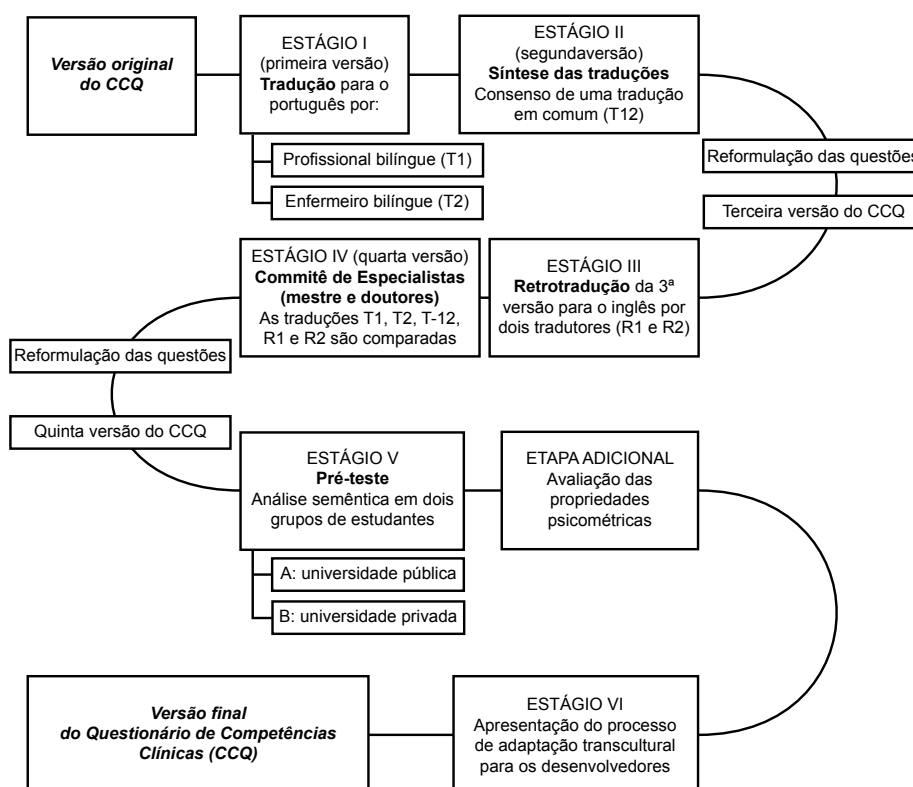 Versão original
do CCQ
ESTÁGIO I
(primeira versão)
Tradução para o
português por:
Profissional bilíngue (T1)
Enfermeiro bilíngue (T2)
ESTÁGIO II
(segundaversão)
Síntese das traduções
Consenso de uma tradução
em comum (T12)
Reformulação das questões
Terceira versão do CCQ
ESTÁGIO III
Retrotradução da 3ª
versão para o inglês por
dois tradutores (R1 e R2)
ESTÁGIO IV (quarta versão)
Commitê de Especialistas
(mestre e doutores)
As traduções T1, T2, T-12,
R1 e R2 são comparadas
Reformulação das questões
Quinta versão do CCQ
ESTÁGIO V
Pré-teste
Análise semêntica em dois
grupos de estudantes
A: universidade pública
B: universidade privada
ETAPA ADICIONAL
Avaliação das
propriedades
psicométricas
ESTÁGIO VI
Apresentação do processo
de adaptação transcultural
para os desenvolvedores
Versão final
do Questionário de Competências
Clínicas (CCQ)